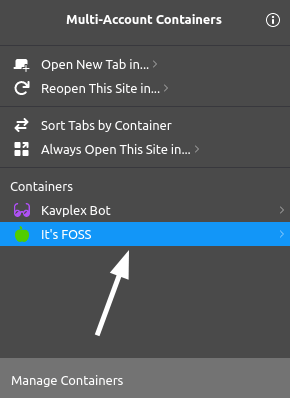 Multi-Account Containers
Open New Tab in...
Reopen This Site in...
Sort Tabs by Container
Always Open This Site in...
Containers
Kavplex Bot
It's FOSS
Manage Containers